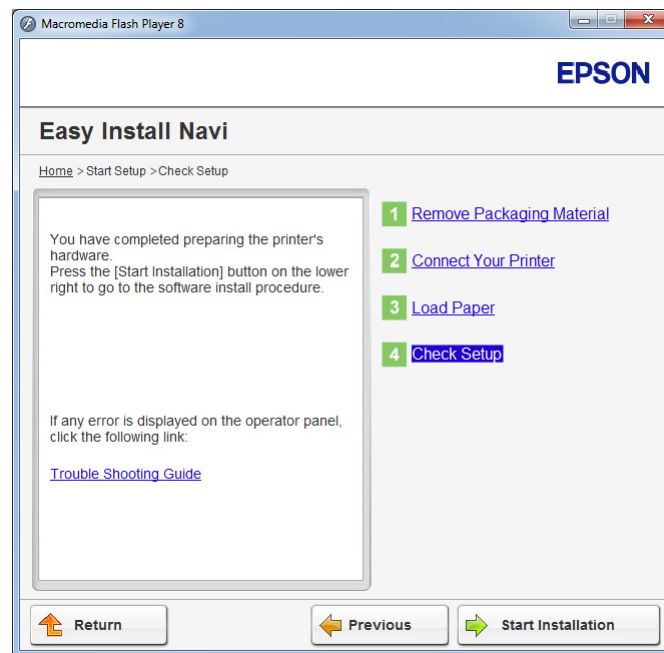 Macromedia Flash Player 8
EPSON
Easy Install Navi
Home > Start Setup >Check Setup
You have completed preparing the printer's
hardware.
Press the [Start Installation] button on the lower
right to go to the software install procedure.
If any error is displayed on the operator panel,
click the following link:
Trouble Shooting Guide
1 Remove Packaging Material
2 Connect Your Printer
3 Load Paper
4 Check Setup
Return
Previous
Start Installation